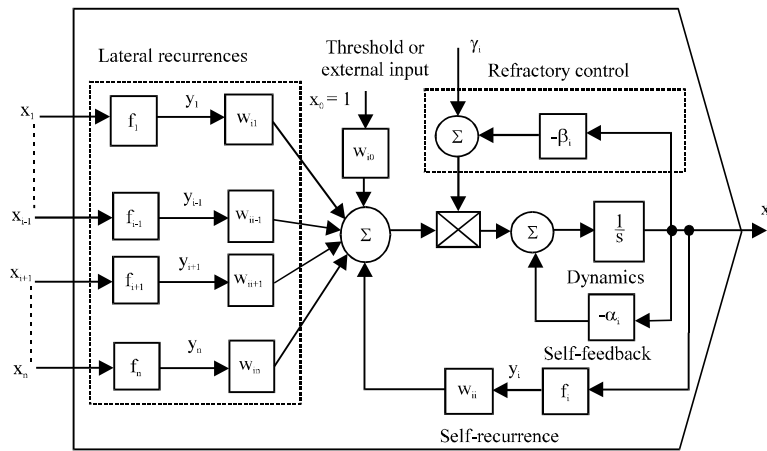 Lateral recurrences
Threshold or
external input
x₀ = 1
γᵢ
Refractory control
x₁
f₁
y₁
wᵢ₁
wᵢ₀
Σ
-βᵢ
xᵢ₋₁
fᵢ₋₁
yᵢ₋₁
wᵢᵢ₋₁
Σ
Σ
1
s
x
xᵢ₊₁
fᵢ₊₁
yᵢ₊₁
wᵢᵢ₊₁
Dynamics
-αᵢ
Self-feedback
xₙ
fₙ
yₙ
wᵢₙ
wᵢᵢ
yᵢ
fᵢ
Self-recurrence